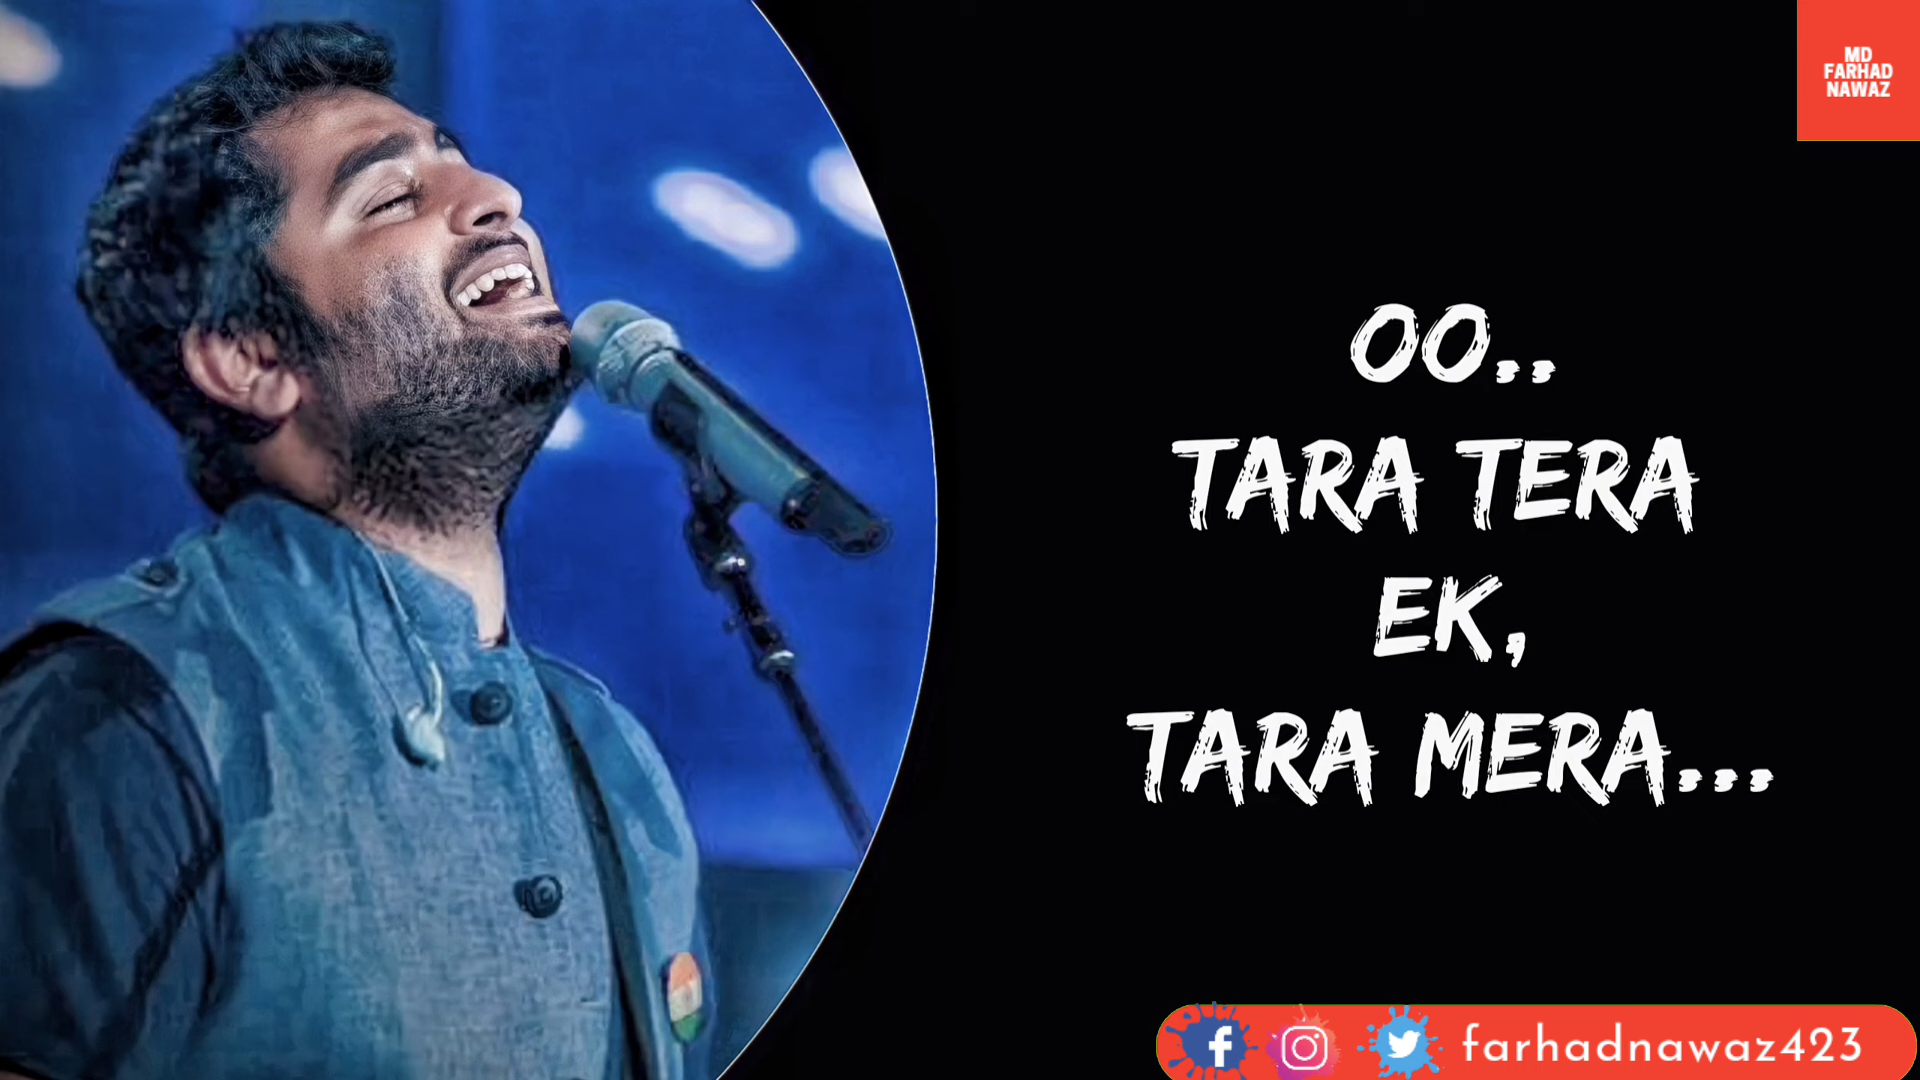 MD
FARHAD
NAWAZ
OO..
TARA TERA
EK,
TARA MERA...
farhadnawaz423